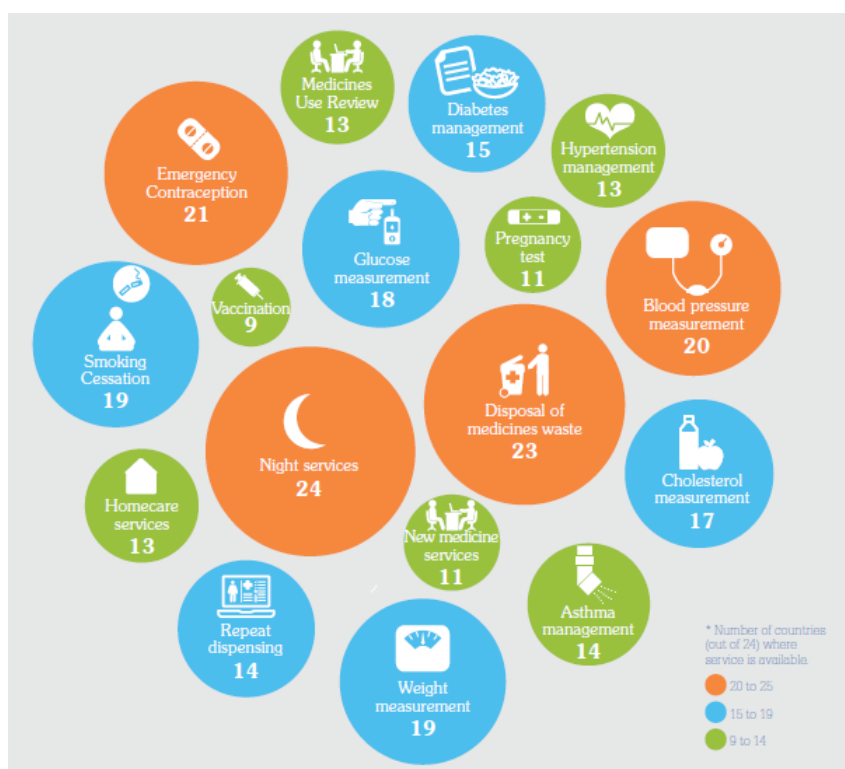 Medicines
Use Review
13
Diabetes
management
15
Hypertension
management
13
Emergency
Contraception
21
Glucose
measurement
18
Pregnancy
test
11
Blood pressure
measurement
20
Vaccination
9
Smoking
Cessation
19
Night services
24
Disposal of
medicines waste
23
Cholesterol
measurement
17
Homecare
services
13
New medicine
services
11
Repeat
dispensing
14
Weight
measurement
19
Asthma
management
14
* Number of countries
(out of 24) where
service is available.
20 to 25
15 to 19
9 to 14